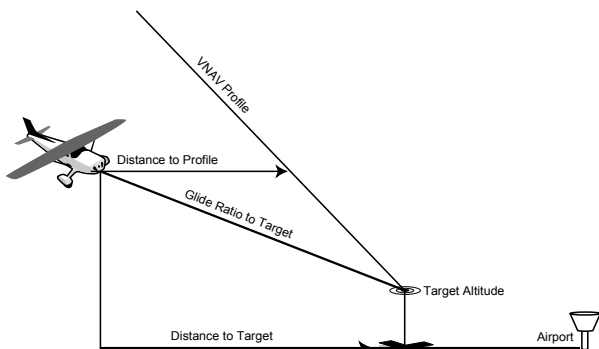 VNAV Profile
Distance to Profile
Glide Ratio to Target
Target Altitude
Distance to Target
Airport